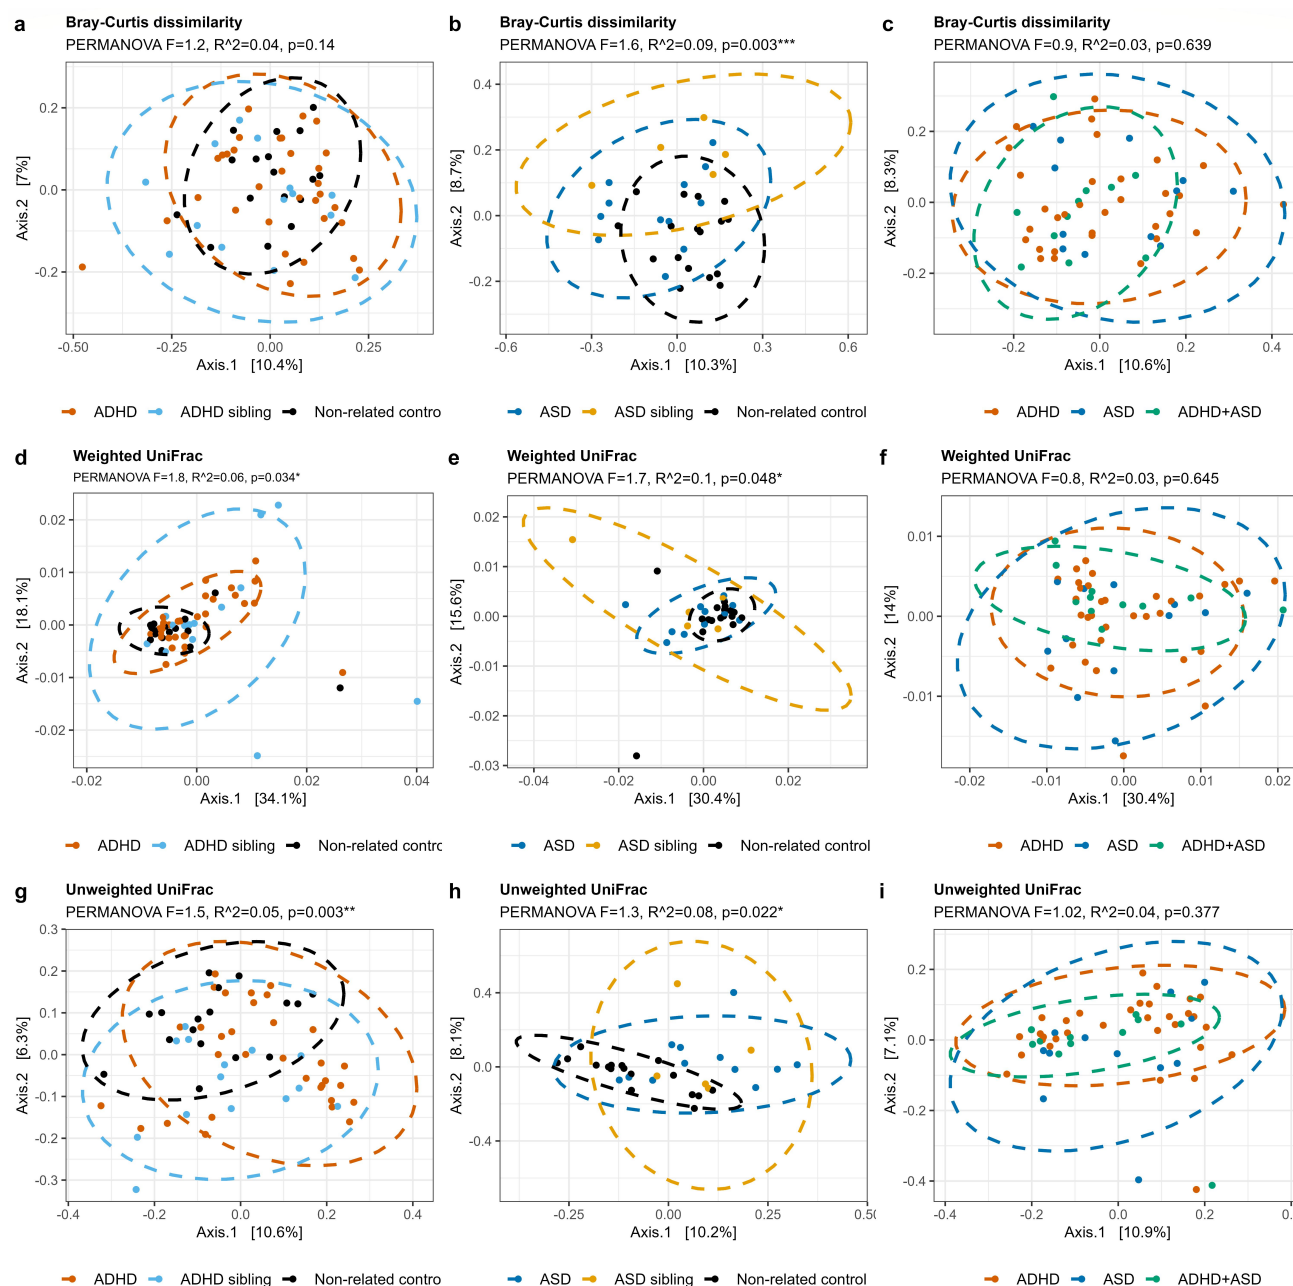 a
Bray-Curtis dissimilarity
PERMANOVA F=1.2, R^2=0.04, p=0.14
0.2
0.0
-0.2
Axis.2 [7%]
-0.50 -0.25 0.00 0.25
Axis.1 [10.4%]
ADHD ADHD sibling Non-related contro
b
Bray-Curtis dissimilarity
PERMANOVA F=1.6, R^2=0.09, p=0.003***
0.4
0.2
0.0
-0.2
Axis.2 [8.7%]
-0.6 -0.3 0.0 0.3 0.6
Axis.1 [10.3%]
ASD ASD sibling Non-related control
c
Bray-Curtis dissimilarity
PERMANOVA F=0.9, R^2=0.03, p=0.639
0.2
0.0
-0.2
Axis.2 [8.3%]
-0.2 0.0 0.2 0.4
Axis.1 [10.6%]
ADHD ASD ADHD+ASD
d
Weighted UniFrac
PERMANOVA F=1.8, R^2=0.06, p=0.034*
0.02
0.01
0.00
-0.01
-0.02
Axis.2 [18.1%]
-0.02 0.00 0.02 0.04
Axis.1 [34.1%]
ADHD ADHD sibling Non-related contro
e
Weighted UniFrac
PERMANOVA F=1.7, R^2=0.1, p=0.048*
0.02
0.01
0.00
-0.01
-0.02
-0.03
Axis.2 [15.6%]
-0.04 -0.02 0.00 0.02
Axis.1 [30.4%]
ASD ASD sibling Non-related control
f
Weighted UniFrac
PERMANOVA F=0.8, R^2=0.03, p=0.645
0.01
0.00
-0.01
Axis.2 [14%]
-0.02 -0.01 0.00 0.01 0.02
Axis.1 [30.4%]
ADHD ASD ADHD+ASD
g
Unweighted UniFrac
PERMANOVA F=1.5, R^2=0.05, p=0.003**
0.3
0.2
0.1
0.0
-0.1
-0.2
-0.3
Axis.2 [6.3%]
-0.4 -0.2 0.0 0.2 0.4
Axis.1 [10.6%]
ADHD ADHD sibling Non-related contro
h
Unweighted UniFrac
PERMANOVA F=1.3, R^2=0.08, p=0.022*
0.4
0.0
-0.4
Axis.2 [8.1%]
-0.25 0.00 0.25 0.50
Axis.1 [10.2%]
ASD ASD sibling Non-related control
i
Unweighted UniFrac
PERMANOVA F=1.02, R^2=0.04, p=0.377
0.2
0.0
-0.2
-0.4
Axis.2 [7.1%]
-0.4 -0.2 0.0 0.2
Axis.1 [10.9%]
ADHD ASD ADHD+ASD